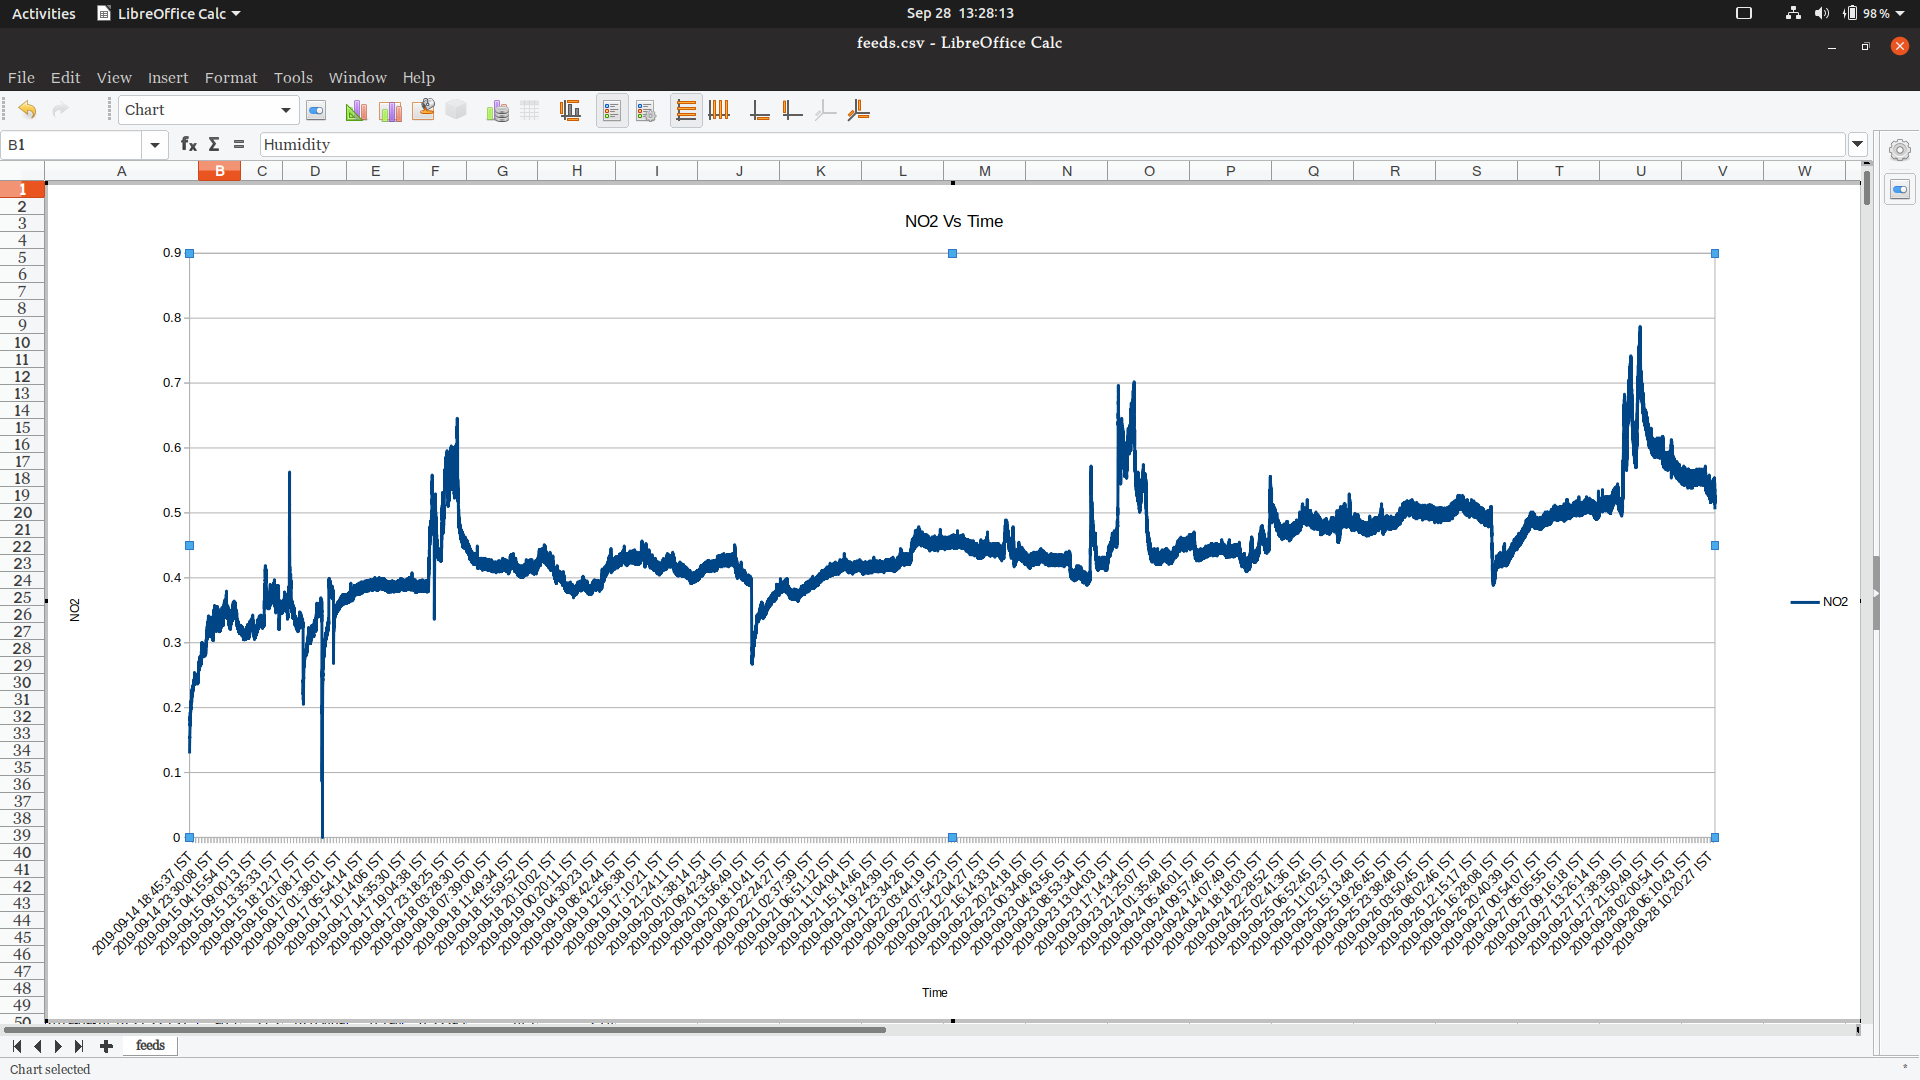 Activities LibreOffice Calc Sep 28 13:28:13 98 %
feeds.csv - LibreOffice Calc
File Edit View Insert Format Tools Window Help
Chart
B1 fx Σ = Humidity
A B C D E F G H I J K L M N O P Q R S T U V W
1
2
3
4
5
6
7
8
9
10
11
12
13
14
15
16
17
18
19
20
21
22
23
24
25
26
27
28
29
30
31
32
33
34
35
36
37
38
39
40
41
42
43
44
45
46
47
48
49
50
NO2 Vs Time
0.9
0.8
0.7
0.6
0.5
0.4
0.3
0.2
0.1
0
NO2
NO2
2019-09-14 18:45:37 IST
2019-09-14 23:30:08 IST
2019-09-15 04:15:54 IST
2019-09-15 09:00:13 IST
2019-09-15 13:35:33 IST
2019-09-15 18:12:17 IST
2019-09-16 01:08:17 IST
2019-09-17 01:38:01 IST
2019-09-17 05:54:14 IST
2019-09-17 10:14:06 IST
2019-09-17 14:35:30 IST
2019-09-17 19:04:38 IST
2019-09-17 23:18:25 IST
2019-09-18 03:28:30 IST
2019-09-18 07:39:00 IST
2019-09-18 11:49:34 IST
2019-09-18 15:59:52 IST
2019-09-18 20:10:02 IST
2019-09-19 00:20:11 IST
2019-09-19 04:30:23 IST
2019-09-19 08:42:44 IST
2019-09-19 12:56:38 IST
2019-09-19 17:10:21 IST
2019-09-19 21:24:11 IST
2019-09-20 01:38:14 IST
2019-09-20 09:42:34 IST
2019-09-20 13:56:49 IST
2019-09-20 18:10:41 IST
2019-09-20 22:24:27 IST
2019-09-21 02:37:39 IST
2019-09-21 06:51:12 IST
2019-09-21 11:04:04 IST
2019-09-21 15:14:46 IST
2019-09-21 19:24:39 IST
2019-09-21 23:34:26 IST
2019-09-22 03:44:19 IST
2019-09-22 07:54:23 IST
2019-09-22 12:04:27 IST
2019-09-22 16:14:33 IST
2019-09-22 20:24:18 IST
2019-09-23 00:34:06 IST
2019-09-23 04:43:56 IST
2019-09-23 08:53:34 IST
2019-09-23 13:04:03 IST
2019-09-23 17:14:34 IST
2019-09-23 21:25:07 IST
2019-09-24 01:35:48 IST
2019-09-24 05:46:01 IST
2019-09-24 09:57:46 IST
2019-09-24 14:07:49 IST
2019-09-24 18:18:03 IST
2019-09-24 22:28:52 IST
2019-09-25 02:41:36 IST
2019-09-25 06:52:45 IST
2019-09-25 11:02:37 IST
2019-09-25 15:13:48 IST
2019-09-25 19:26:45 IST
2019-09-25 23:38:48 IST
2019-09-26 03:50:45 IST
2019-09-26 08:02:46 IST
2019-09-26 12:15:17 IST
2019-09-26 16:28:08 IST
2019-09-26 20:40:39 IST
2019-09-27 00:54:07 IST
2019-09-27 05:05:55 IST
2019-09-27 09:16:18 IST
2019-09-27 13:26:14 IST
2019-09-27 17:38:39 IST
2019-09-27 21:50:49 IST
2019-09-28 02:00:54 IST
2019-09-28 06:10:43 IST
2019-09-28 10:20:27 IST
Time
feeds
Chart selected